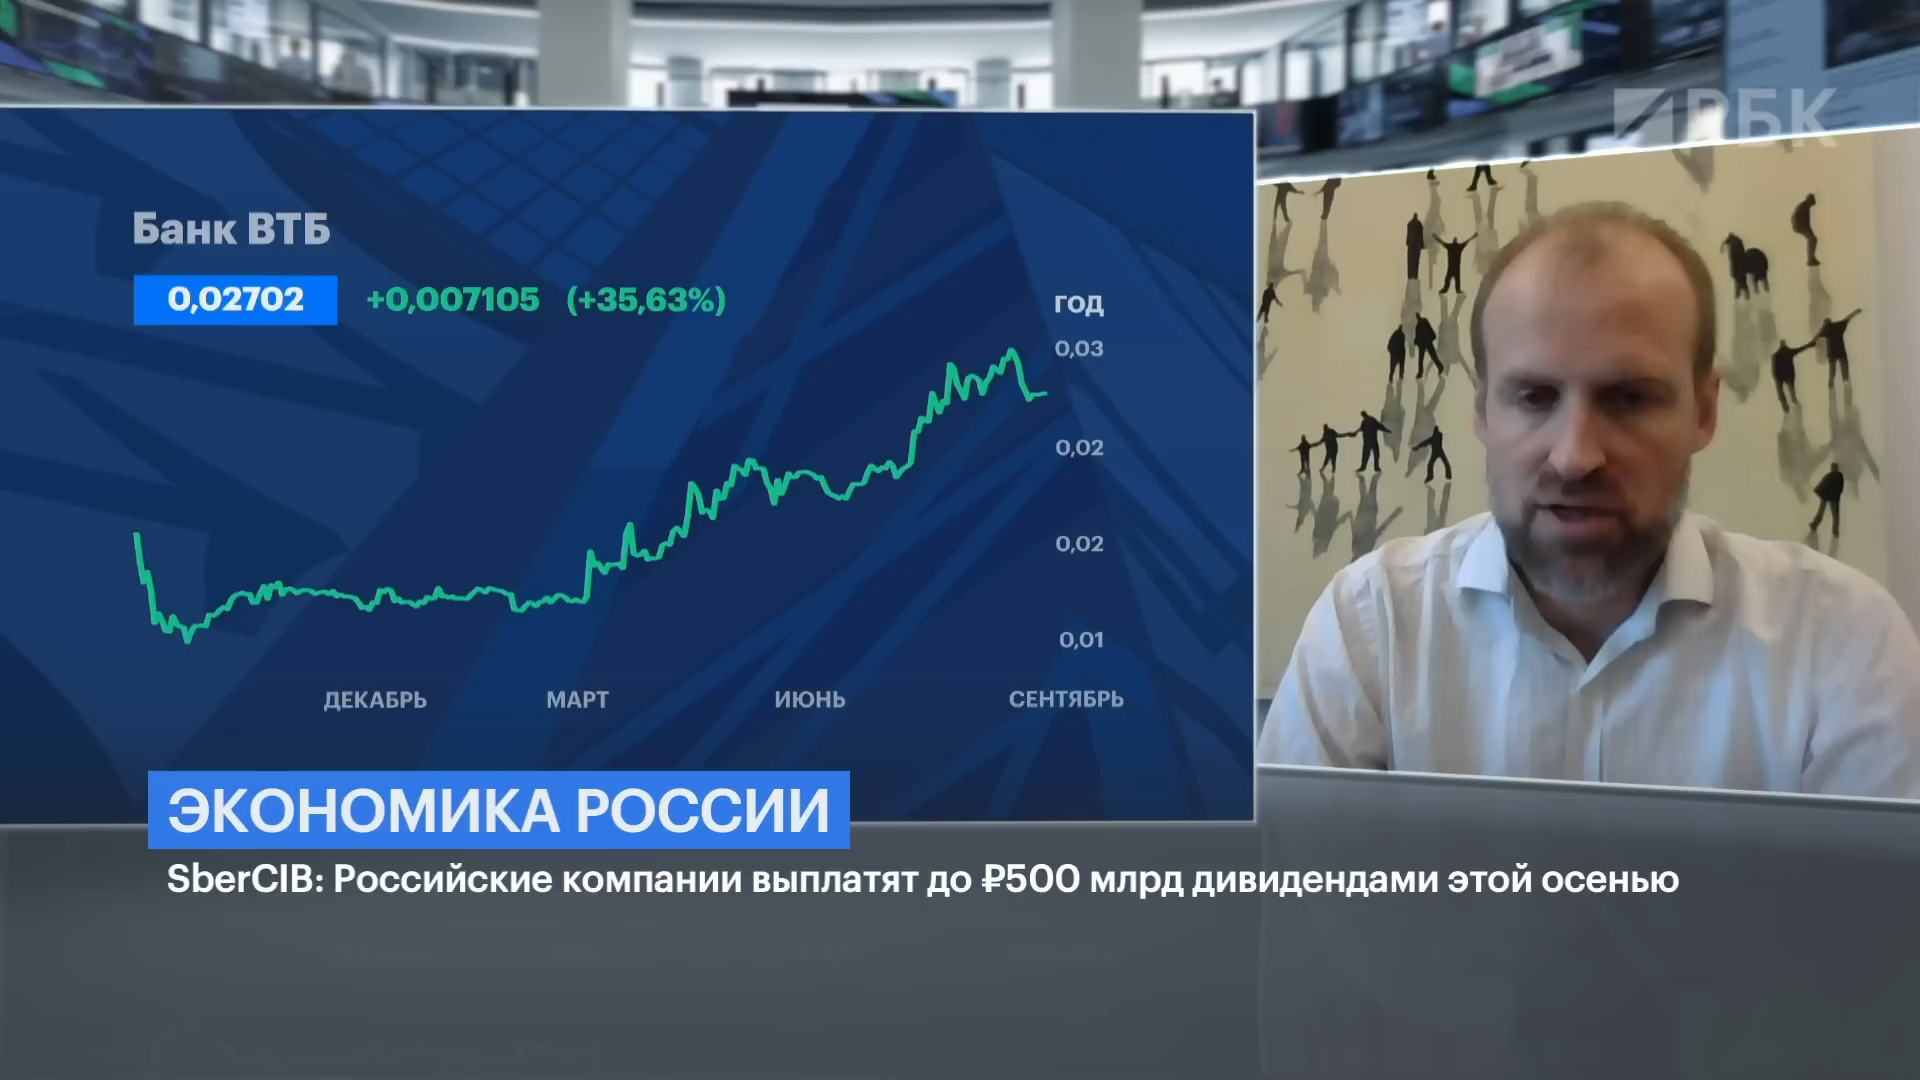 РБК
Банк ВТБ
0,02702 +0,007105 (+35,63%)
ГОД
0,03
0,02
0,02
0,01
ДЕКАБРЬ МАРТ ИЮНЬ СЕНТЯБРЬ
ЭКОНОМИКА РОССИИ
SberCIB: Российские компании выплатят до ₽500 млрд дивидендами этой осенью